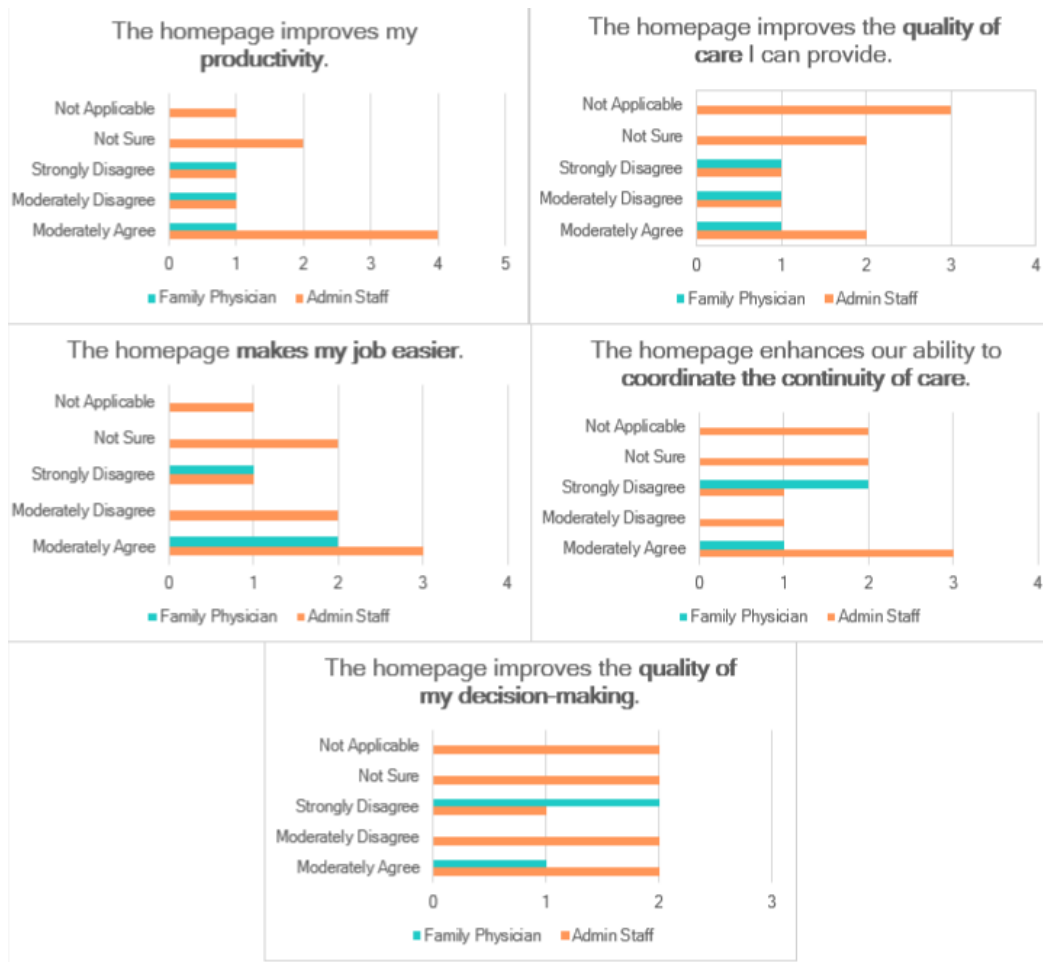 The homepage improves my
productivity.
Not Applicable
Not Sure
Strongly Disagree
Moderately Disagree
Moderately Agree
0 1 2 3 4 5
Family Physician Admin Staff
The homepage improves the quality of
care I can provide.
Not Applicable
Not Sure
Strongly Disagree
Moderately Disagree
Moderately Agree
0 1 2 3 4
Family Physician Admin Staff
The homepage makes my job easier.
Not Applicable
Not Sure
Strongly Disagree
Moderately Disagree
Moderately Agree
0 1 2 3 4
Family Physician Admin Staff
The homepage enhances our ability to
coordinate the continuity of care.
Not Applicable
Not Sure
Strongly Disagree
Moderately Disagree
Moderately Agree
0 1 2 3 4
Family Physician Admin Staff
The homepage improves the quality of
my decision-making.
Not Applicable
Not Sure
Strongly Disagree
Moderately Disagree
Moderately Agree
0 1 2 3
Family Physician Admin Staff